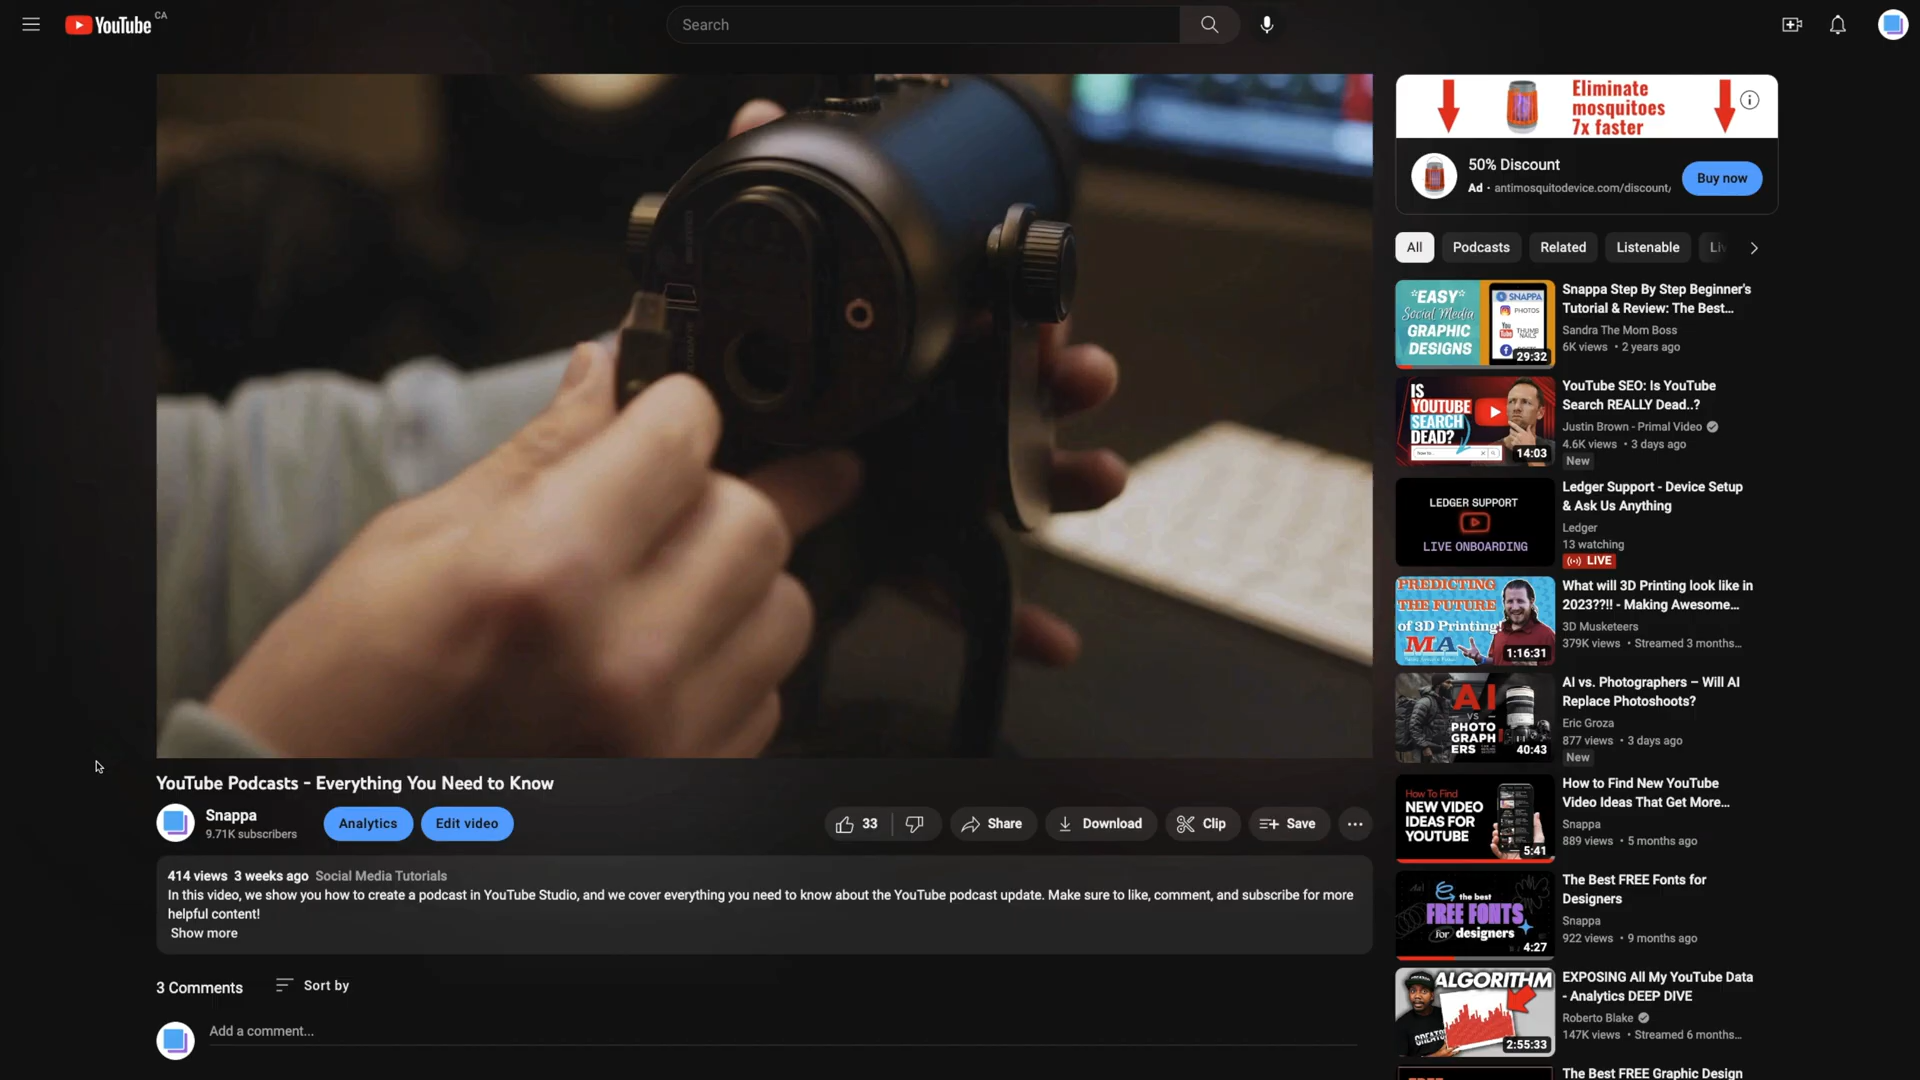 YouTube CA
Search
Eliminate
mosquitoes
7x faster
50% Discount
Ad • antimosquitodevice.com/discount/
Buy now
All
Podcasts
Related
Listenable
*EASY*
Social Media
GRAPHIC
DESIGNS
SNAPPA
PHOTOS
YouTube
THUMB
NAILS
29:32
Snappa Step By Step Beginner's
Tutorial & Review: The Best...
Sandra The Mom Boss
6K views • 2 years ago
IS
YOUTUBE
SEARCH
DEAD?
14:03
YouTube SEO: Is YouTube
Search REALLY Dead..?
Justin Brown - Primal Video
4.6K views • 3 days ago
New
LEDGER SUPPORT
LIVE ONBOARDING
Ledger Support - Device Setup
& Ask Us Anything
Ledger
13 watching
LIVE
PREDICTING
THE FUTURE
of 3D Printing!
MA
1:16:31
What will 3D Printing look like in
2023??!! - Making Awesome...
3D Musketeers
379K views • Streamed 3 months...
AI
VS
PHOTO
GRAPH
ERS
40:43
AI vs. Photographers – Will AI
Replace Photoshoots?
Eric Groza
877 views • 3 days ago
New
How To Find
NEW VIDEO
IDEAS FOR
YOUTUBE
5:41
How to Find New YouTube
Video Ideas That Get More...
Snappa
889 views • 5 months ago
Aa!
the best
FREE FONTS
for designers
4:27
The Best FREE Fonts for
Designers
Snappa
922 views • 9 months ago
ALGORITHM
2:55:33
EXPOSING All My YouTube Data
- Analytics DEEP DIVE
Roberto Blake
147K views • Streamed 6 months...
The Best FREE Graphic Design
YouTube Podcasts - Everything You Need to Know
Snappa
9.71K subscribers
Analytics
Edit video
33
Share
Download
Clip
Save
414 views 3 weeks ago Social Media Tutorials
In this video, we show you how to create a podcast in YouTube Studio, and we cover everything you need to know about the YouTube podcast update. Make sure to like, comment, and subscribe for more
helpful content!
Show more
3 Comments
Sort by
Add a comment...